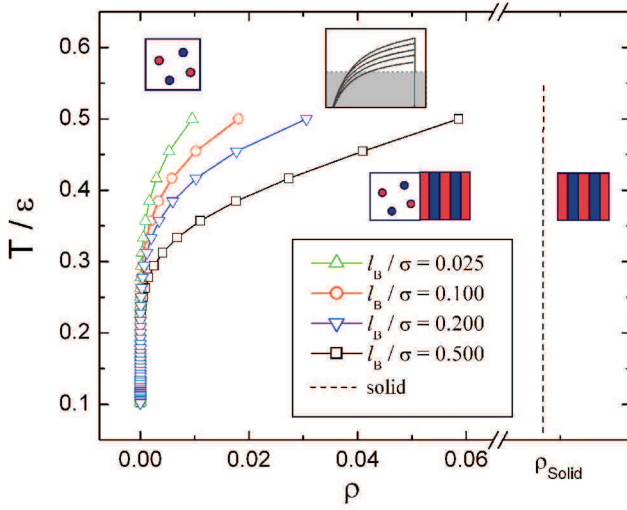 0.6
0.5
0.4
0.3
0.2
0.1
T / ε
l_B / σ = 0.025
l_B / σ = 0.100
l_B / σ = 0.200
l_B / σ = 0.500
solid
0.00
0.02
0.04
0.06
ρ_Solid
ρ